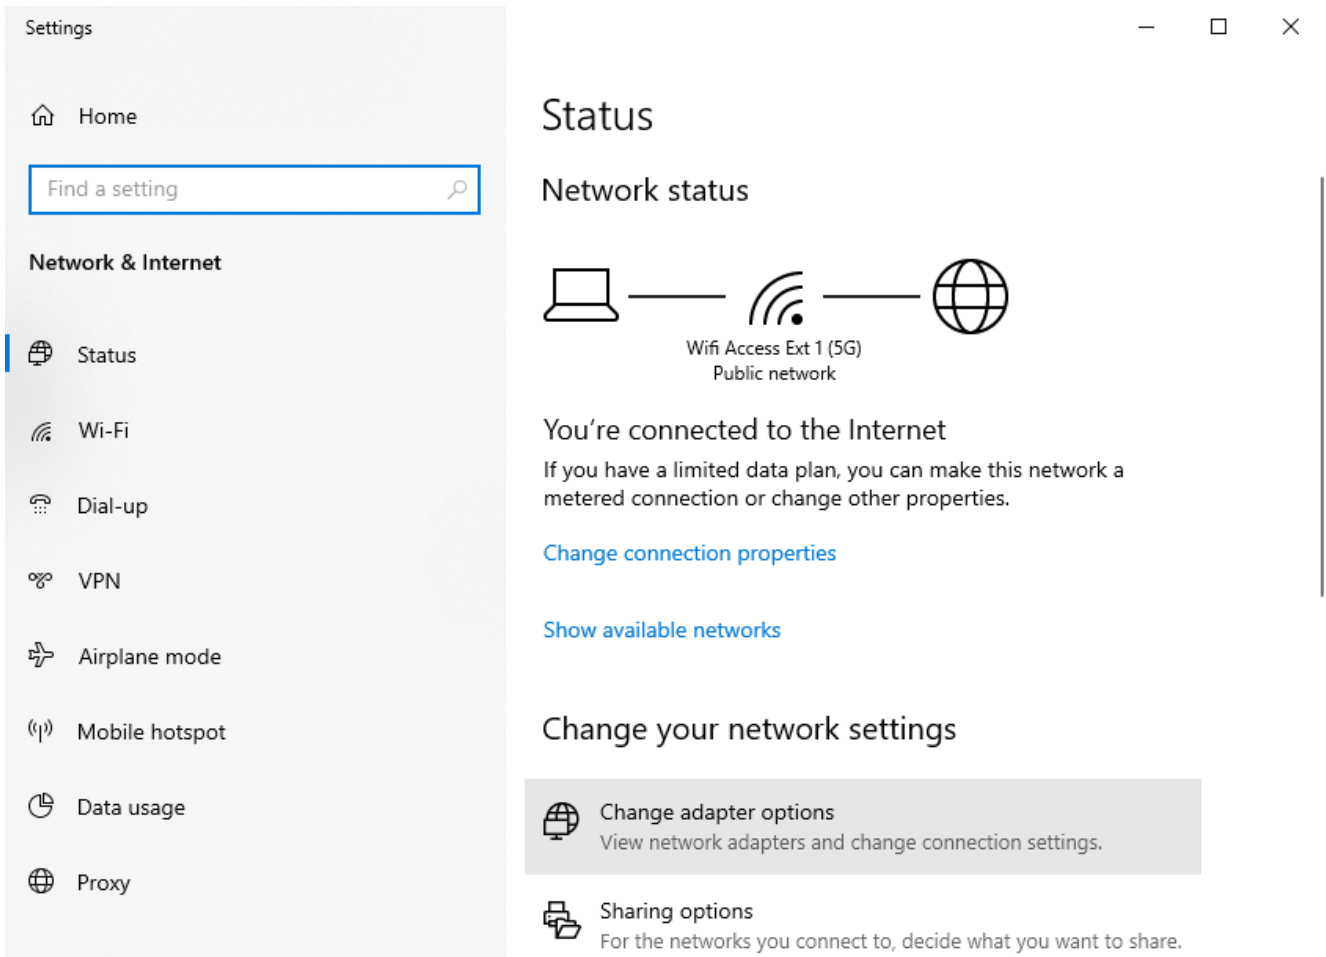 Settings
Home
Find a setting
Network & Internet
Status
Wi-Fi
Dial-up
VPN
Airplane mode
Mobile hotspot
Data usage
Proxy
Status
Network status
Wifi Access Ext 1 (5G)
Public network
You're connected to the Internet
If you have a limited data plan, you can make this network a
metered connection or change other properties.
Change connection properties
Show available networks
Change your network settings
Change adapter options
View network adapters and change connection settings.
Sharing options
For the networks you connect to, decide what you want to share.